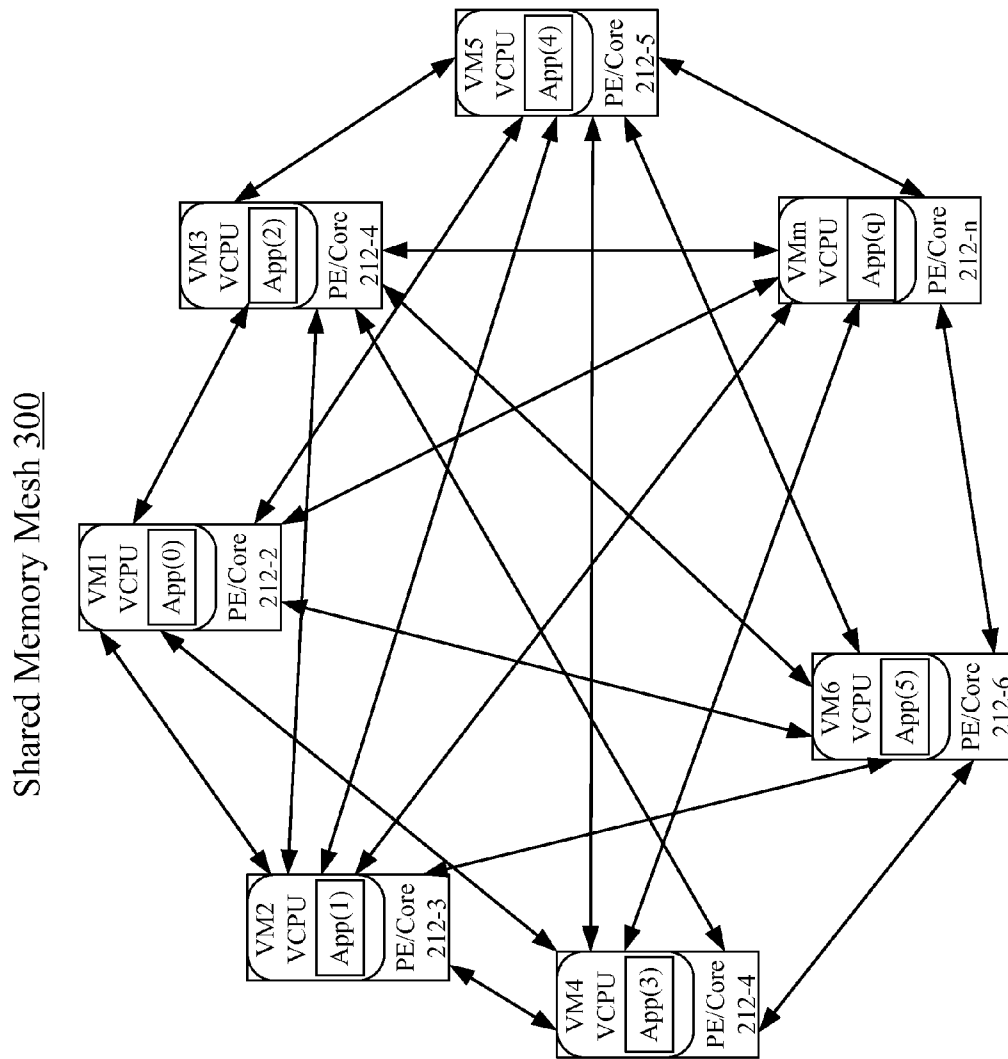 Shared Memory Mesh 300
VM1
VCPU
App(0)
PE/Core
212-2
VM2
VCPU
App(1)
PE/Core
212-3
VM3
VCPU
App(2)
PE/Core
212-4
VM4
VCPU
App(3)
PE/Core
212-4
VM5
VCPU
App(4)
PE/Core
212-5
VM6
VCPU
App(5)
PE/Core
212-6
VMm
VCPU
App(q)
PE/Core
212-n